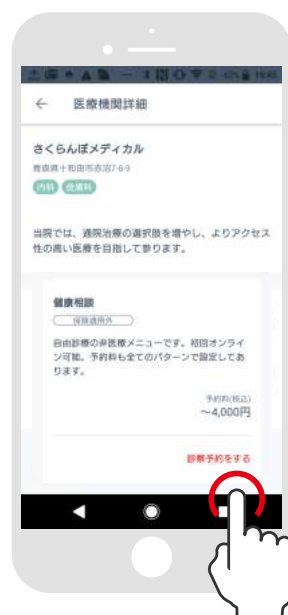 医療機関詳細
さくらんぼメディカル
青森県十和田市赤沼7-6-9
内科 皮膚科
当院では、通院治療の選択肢を増やし、よりアクセス
性の高い医療を目指して参ります。
健康相談
保険適用外
自由診療の非医療メニューです。初回オンライ
ン可能、予約料も全てのパターンで設定してあ
ります。
予約料(税込)
～4,000円
診察予約をする